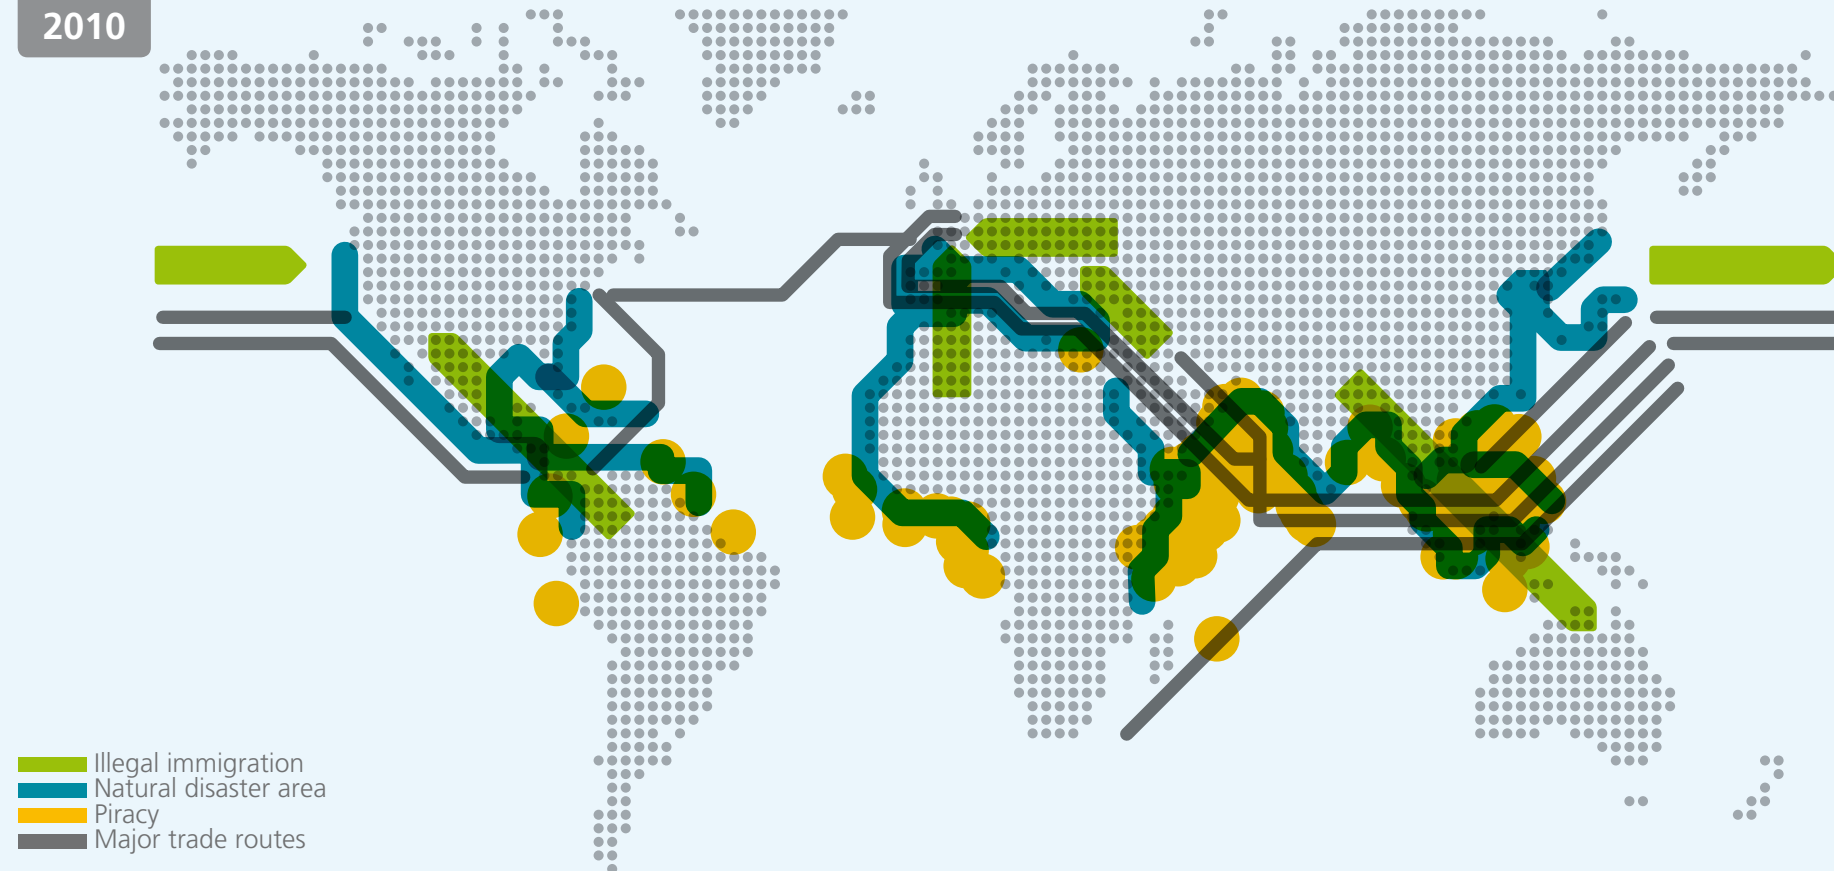 2010
Illegal immigration
Natural disaster area
Piracy
Major trade routes